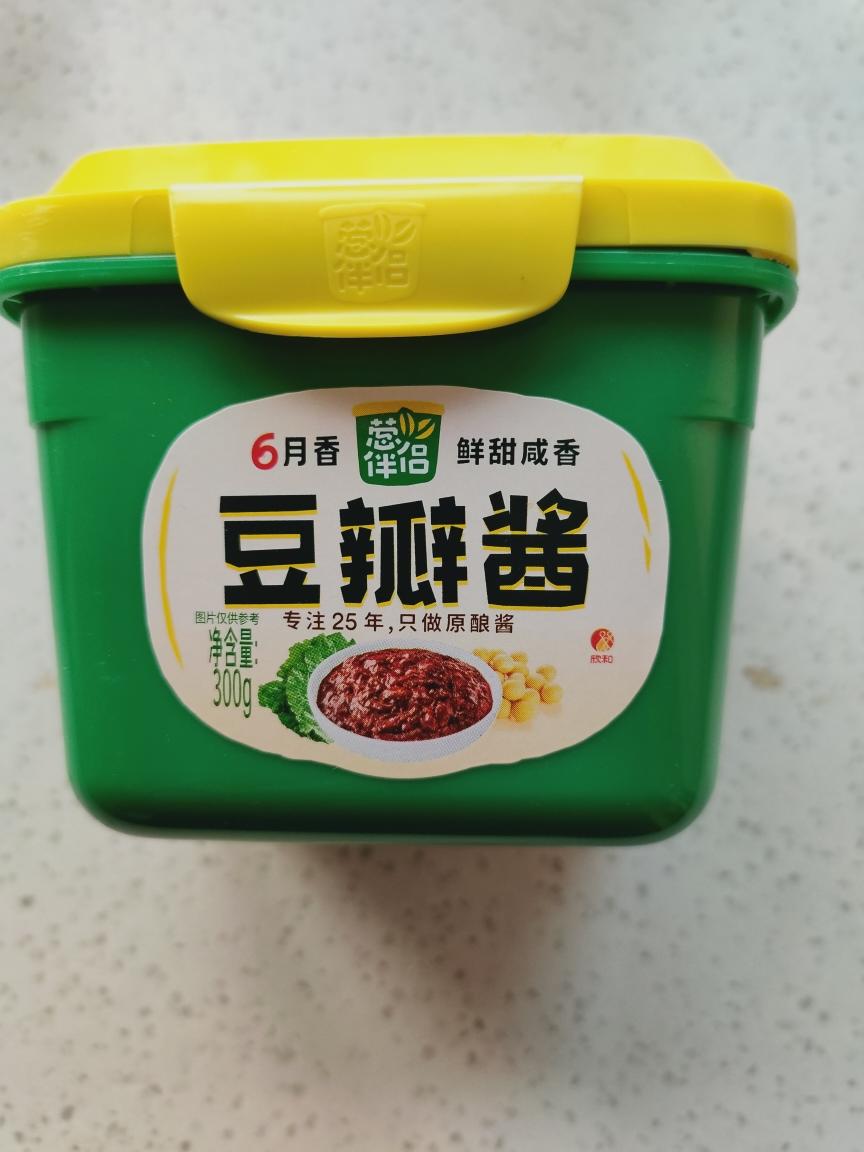 葱伴侣
6月香
葱伴侣
鲜甜咸香
豆瓣酱
专注25年,只做原酿酱
图片仅供参考
净含量:
300g
欣和